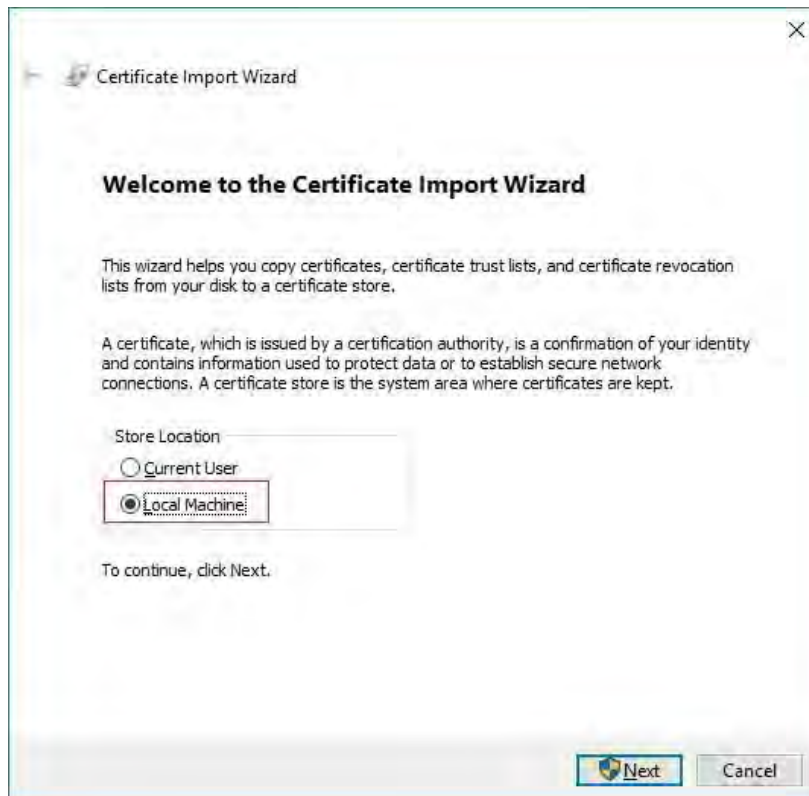 Certificate Import Wizard
Welcome to the Certificate Import Wizard
This wizard helps you copy certificates, certificate trust lists, and certificate revocation
lists from your disk to a certificate store.
A certificate, which is issued by a certification authority, is a confirmation of your identity
and contains information used to protect data or to establish secure network
connections. A certificate store is the system area where certificates are kept.
Store Location
Current User
Local Machine
To continue, click Next.
Next Cancel